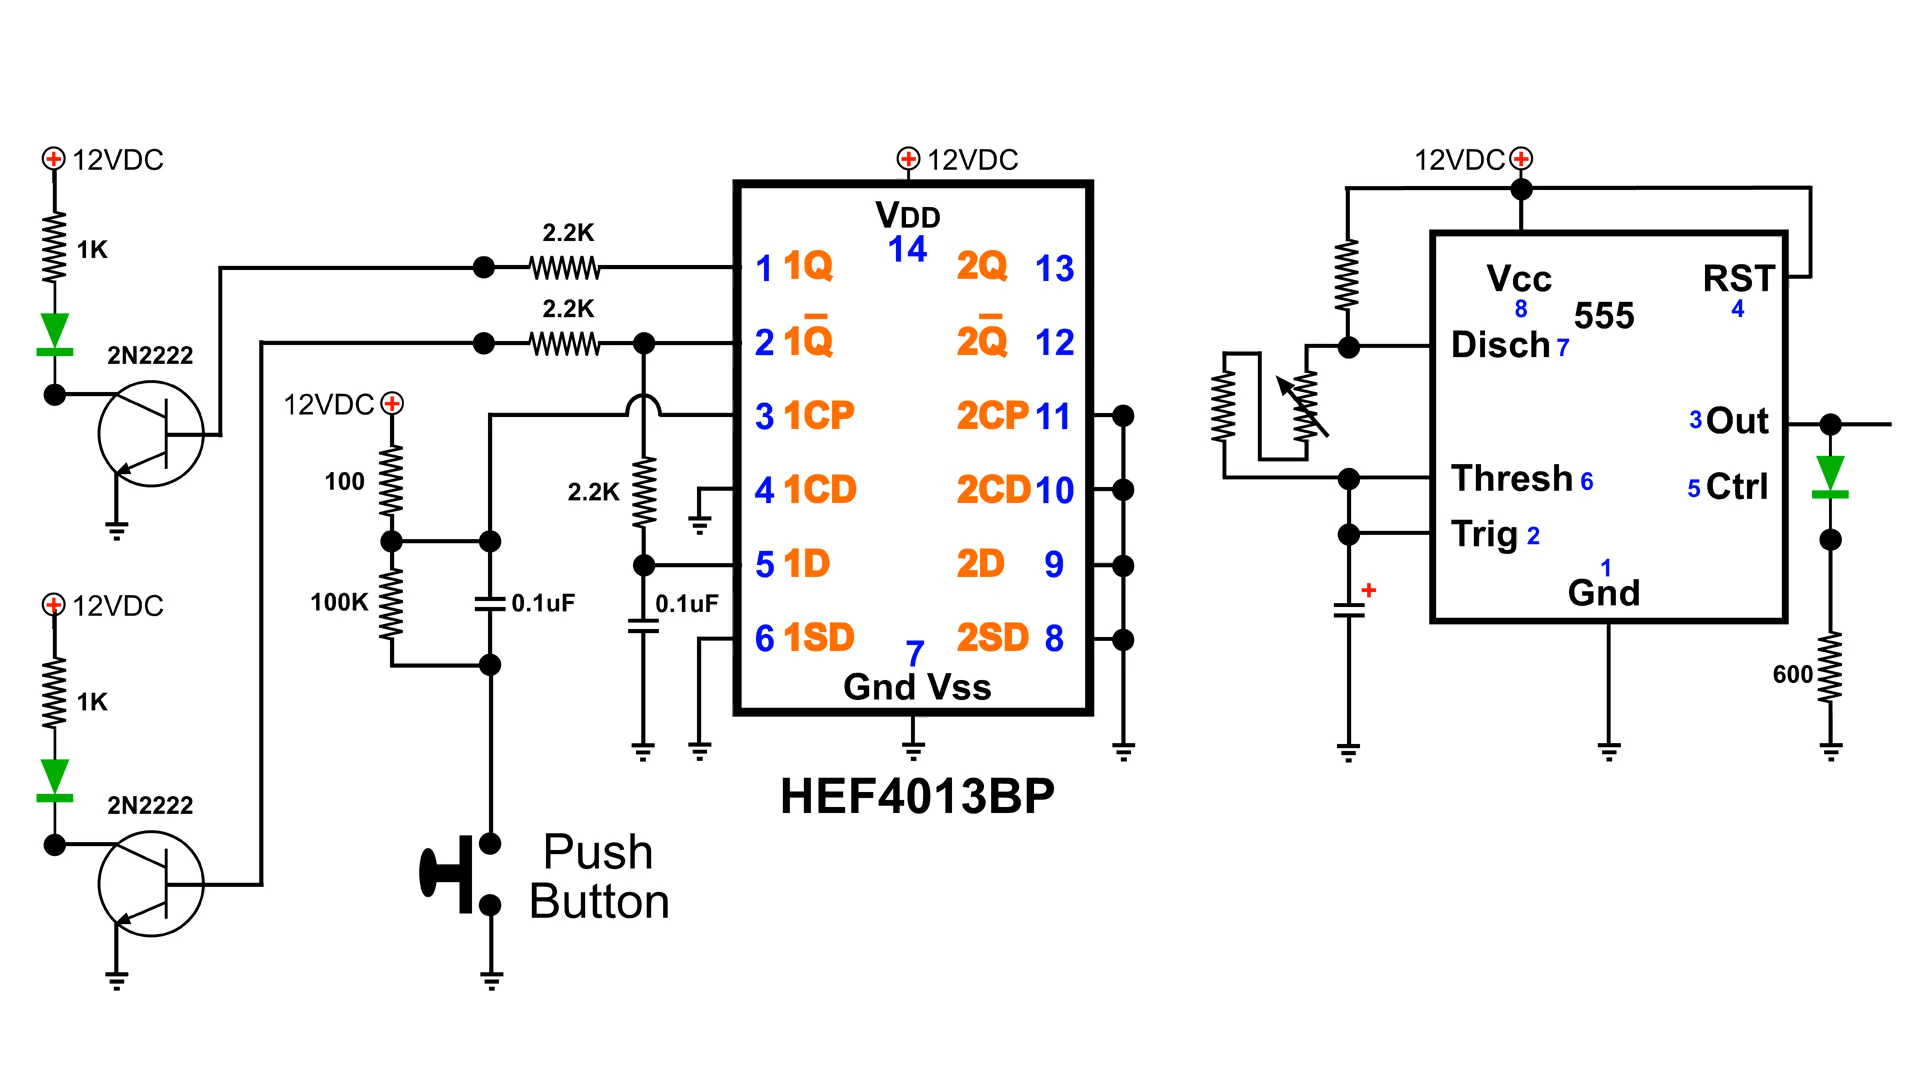 12VDC
1K
2N2222
12VDC
1K
2N2222
2.2K
2.2K
12VDC
100
100K
0.1uF
2.2K
0.1uF
Push
Button
12VDC
VDD
14
1 1Q 2Q 13
2 1Q̅ 2Q̅ 12
3 1CP 2CP 11
4 1CD 2CD 10
5 1D 2D 9
6 1SD 2SD 8
7
Gnd Vss
HEF4013BP
12VDC
Vcc
8
555
RST
4
Disch 7
3 Out
Thresh 6
5 Ctrl
Trig 2
1
Gnd
+
600